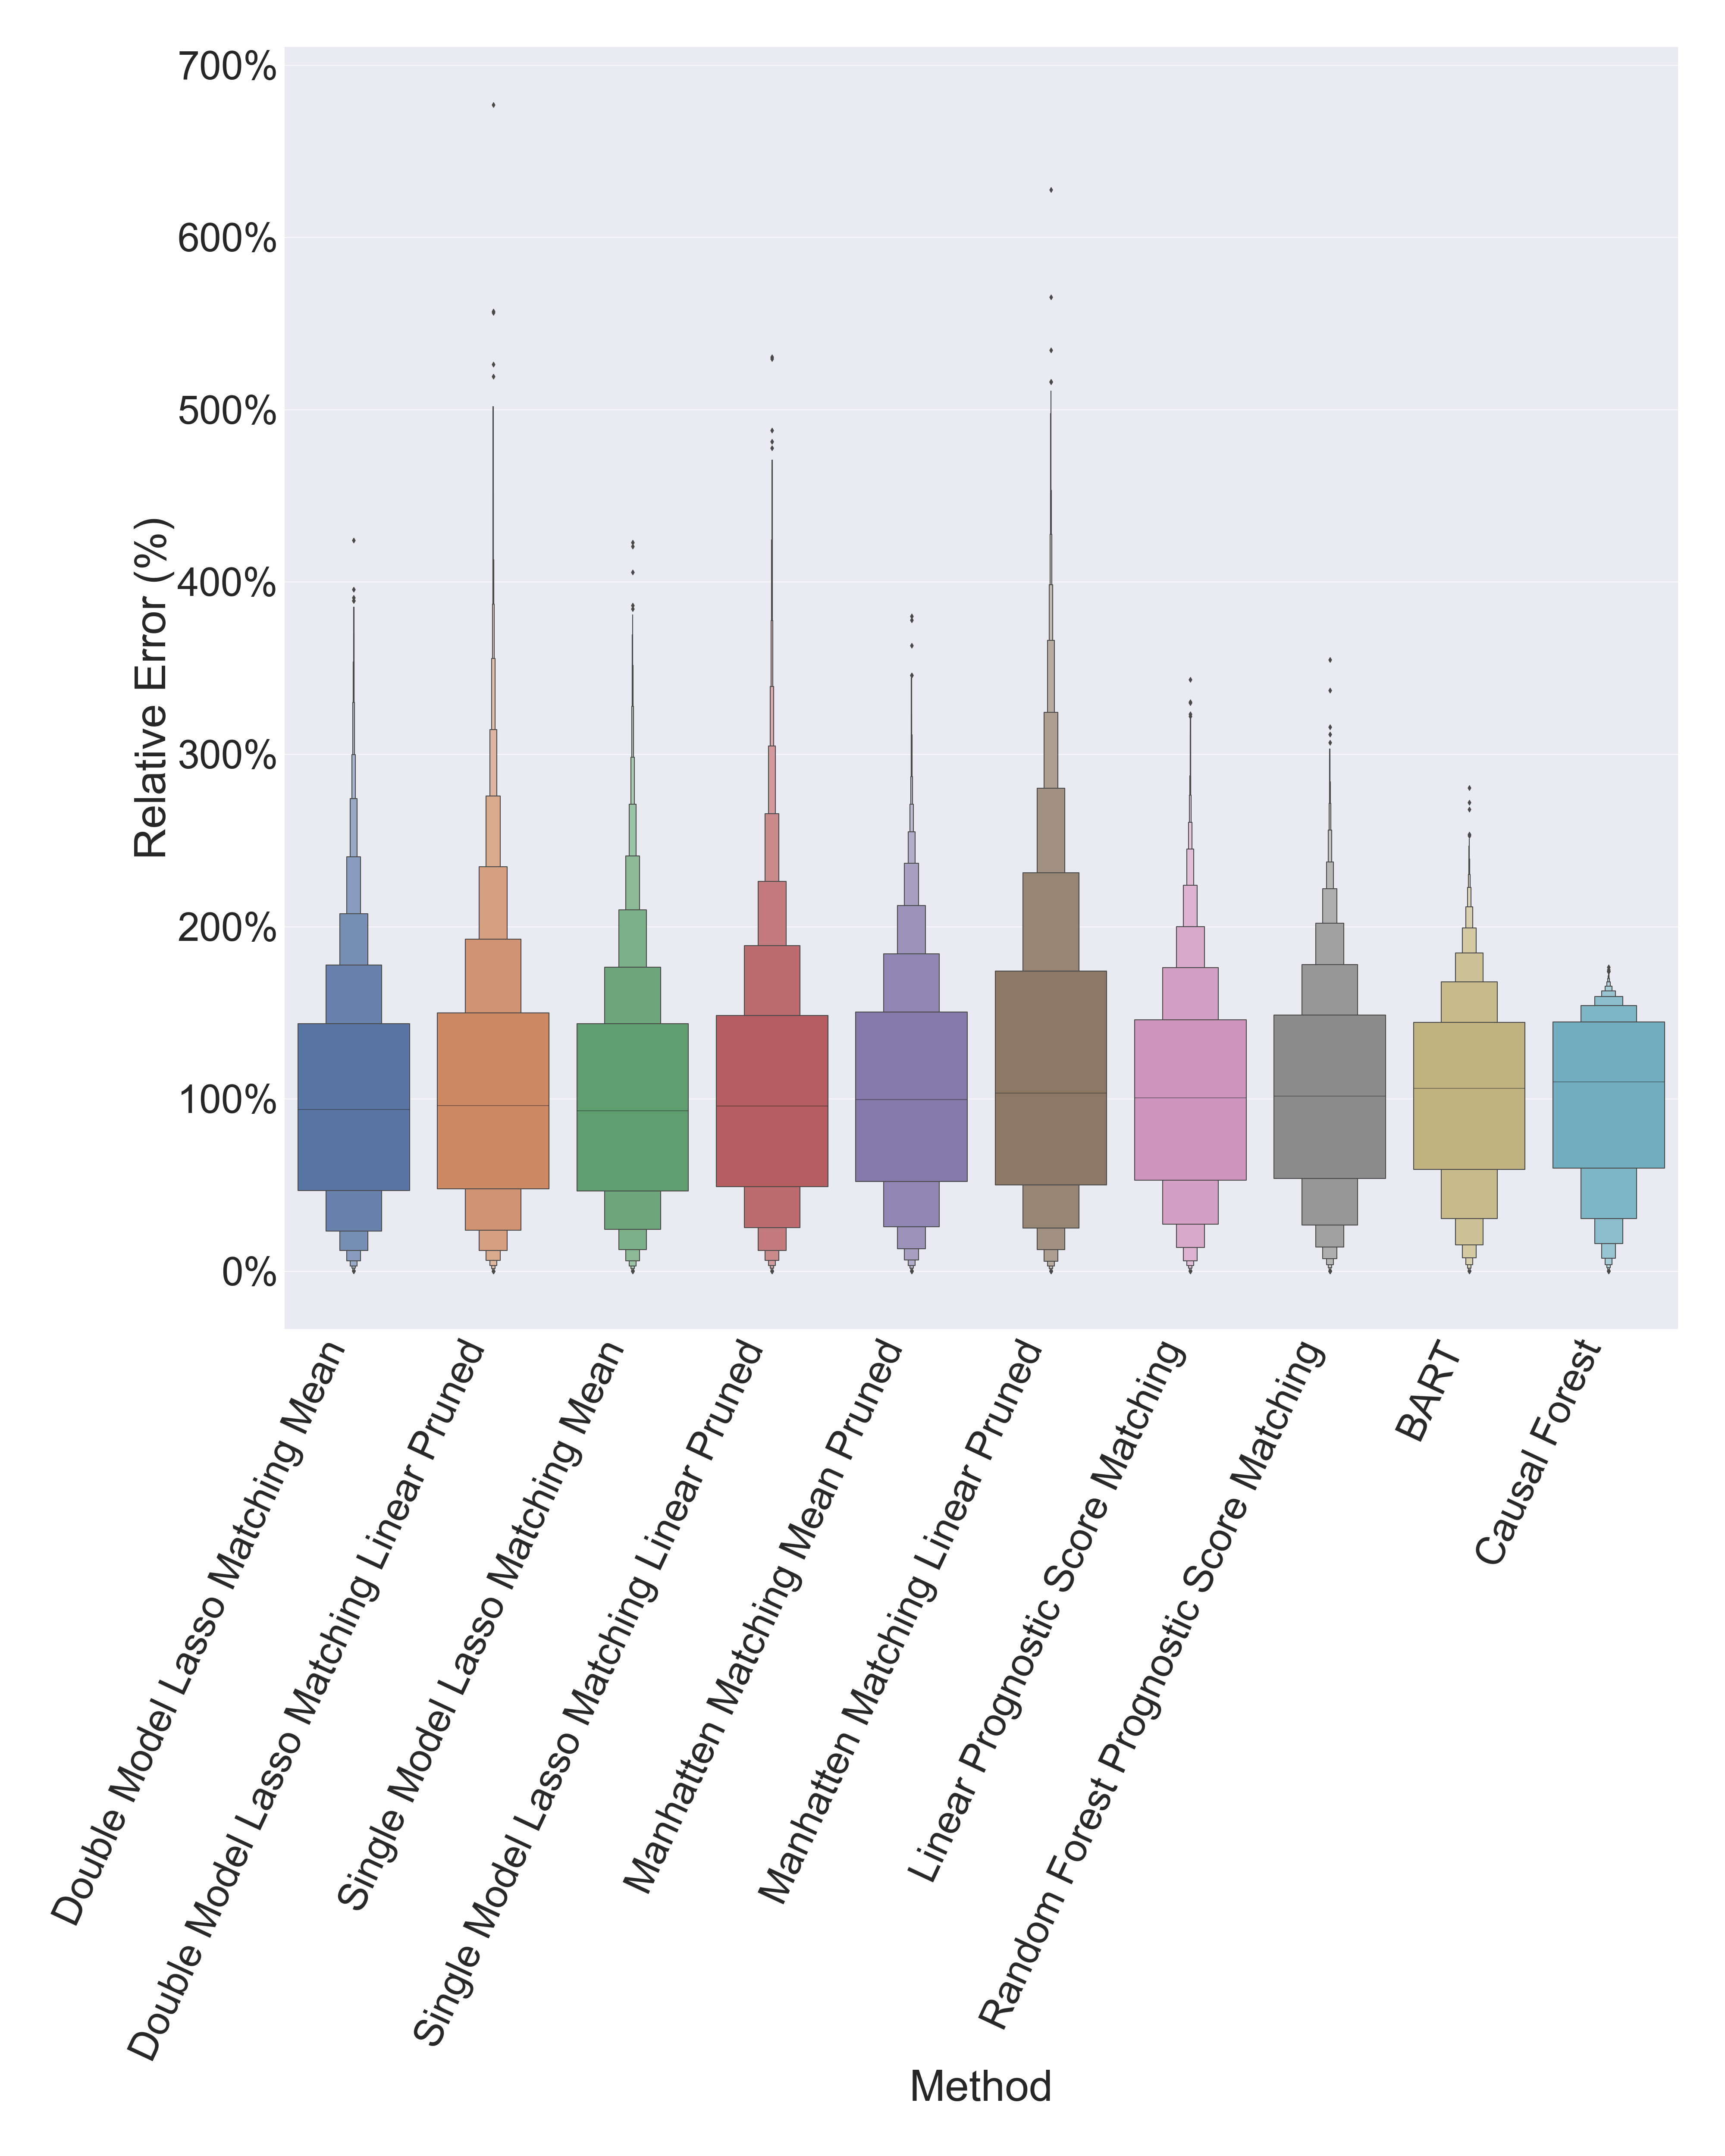 700%
600%
500%
400%
300%
200%
100%
0%
Relative Error (%)
Double Model Lasso Matching Mean
Double Model Lasso Matching Linear Pruned
Single Model Lasso Matching Mean
Single Model Lasso Matching Linear Pruned
Manhatten Matching Mean Pruned
Manhatten Matching Linear Pruned
Linear Prognostic Score Matching
Random Forest Prognostic Score Matching
BART
Causal Forest
Method